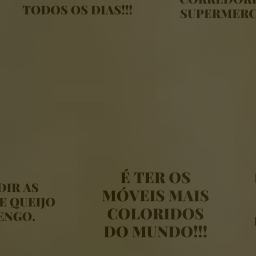 TODOS OS DIAS!!!
SUPERMERC
DIR AS
E QUEIJO
ENGO.
É TER OS
MÓVEIS MAIS
COLORIDOS
DO MUNDO!!!